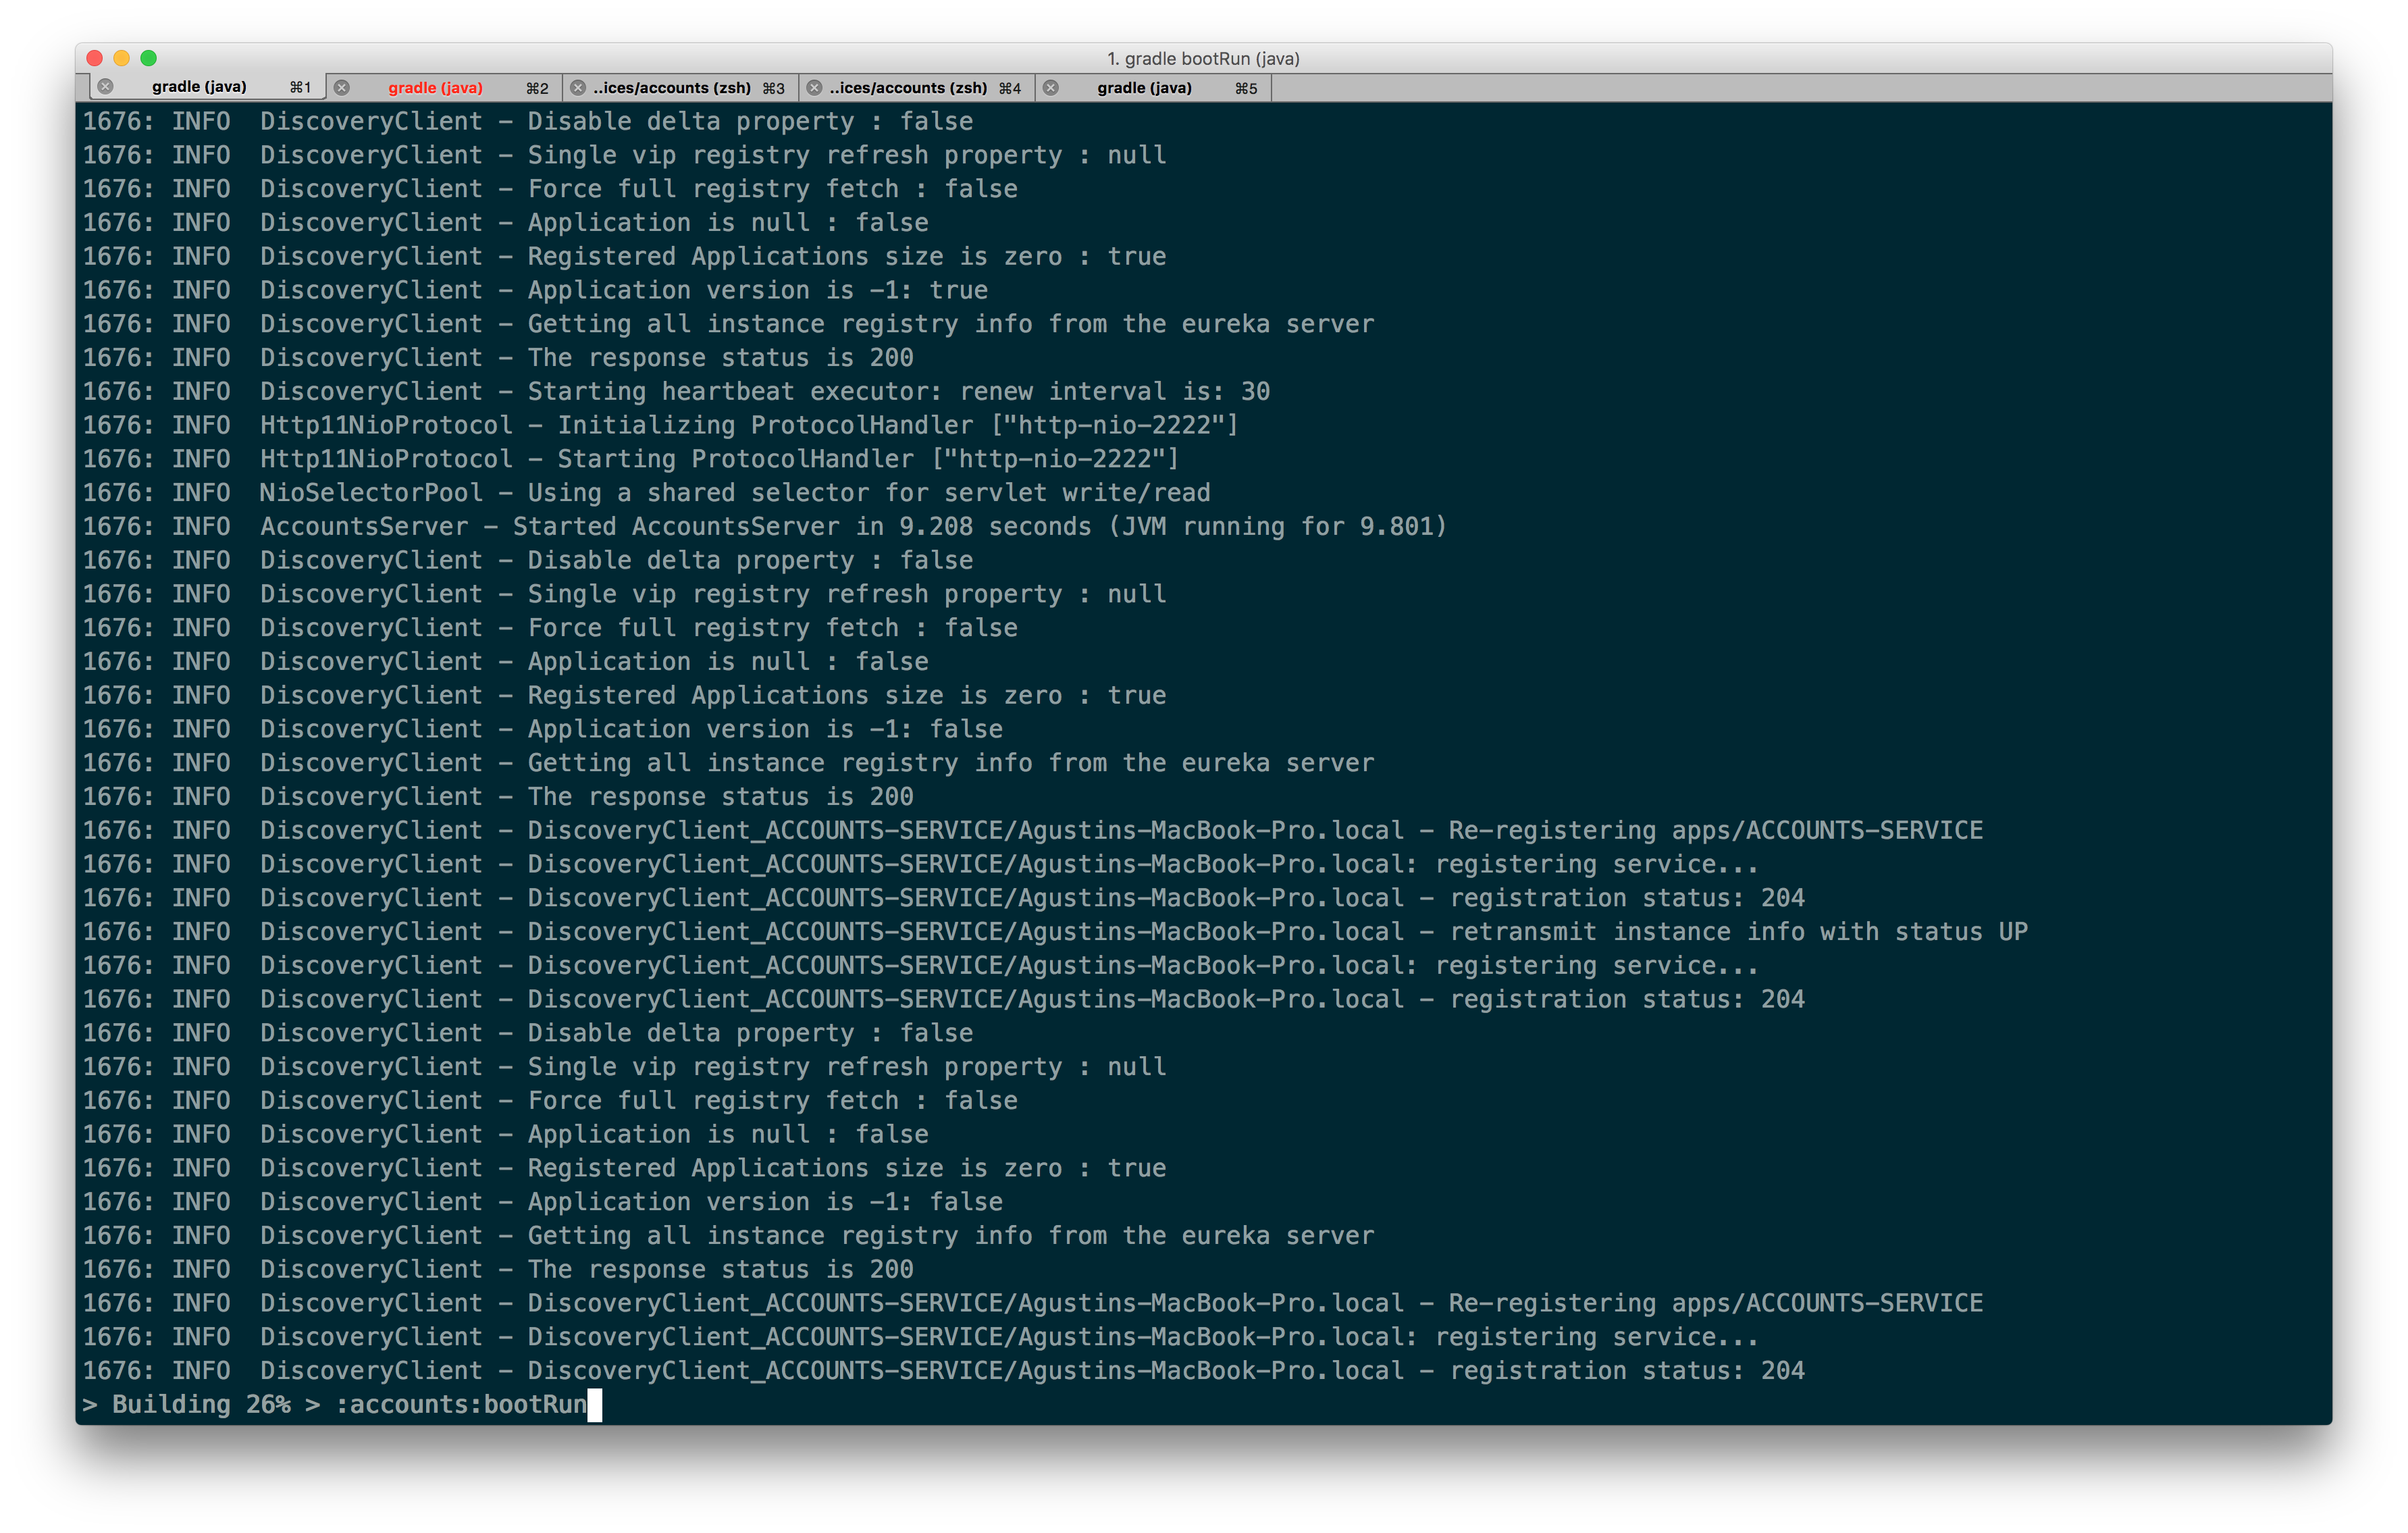 1. gradle bootRun (java)
gradle (java) ⌘1 gradle (java) ⌘2 ..ices/accounts (zsh) ⌘3 ..ices/accounts (zsh) ⌘4 gradle (java) ⌘5
1676: INFO  DiscoveryClient – Disable delta property : false
1676: INFO  DiscoveryClient – Single vip registry refresh property : null
1676: INFO  DiscoveryClient – Force full registry fetch : false
1676: INFO  DiscoveryClient – Application is null : false
1676: INFO  DiscoveryClient – Registered Applications size is zero : true
1676: INFO  DiscoveryClient – Application version is -1: true
1676: INFO  DiscoveryClient – Getting all instance registry info from the eureka server
1676: INFO  DiscoveryClient – The response status is 200
1676: INFO  DiscoveryClient – Starting heartbeat executor: renew interval is: 30
1676: INFO  Http11NioProtocol – Initializing ProtocolHandler ["http-nio-2222"]
1676: INFO  Http11NioProtocol – Starting ProtocolHandler ["http-nio-2222"]
1676: INFO  NioSelectorPool – Using a shared selector for servlet write/read
1676: INFO  AccountsServer – Started AccountsServer in 9.208 seconds (JVM running for 9.801)
1676: INFO  DiscoveryClient – Disable delta property : false
1676: INFO  DiscoveryClient – Single vip registry refresh property : null
1676: INFO  DiscoveryClient – Force full registry fetch : false
1676: INFO  DiscoveryClient – Application is null : false
1676: INFO  DiscoveryClient – Registered Applications size is zero : true
1676: INFO  DiscoveryClient – Application version is -1: false
1676: INFO  DiscoveryClient – Getting all instance registry info from the eureka server
1676: INFO  DiscoveryClient – The response status is 200
1676: INFO  DiscoveryClient – DiscoveryClient_ACCOUNTS-SERVICE/Agustins-MacBook-Pro.local – Re-registering apps/ACCOUNTS-SERVICE
1676: INFO  DiscoveryClient – DiscoveryClient_ACCOUNTS-SERVICE/Agustins-MacBook-Pro.local: registering service...
1676: INFO  DiscoveryClient – DiscoveryClient_ACCOUNTS-SERVICE/Agustins-MacBook-Pro.local – registration status: 204
1676: INFO  DiscoveryClient – DiscoveryClient_ACCOUNTS-SERVICE/Agustins-MacBook-Pro.local – retransmit instance info with status UP
1676: INFO  DiscoveryClient – DiscoveryClient_ACCOUNTS-SERVICE/Agustins-MacBook-Pro.local: registering service...
1676: INFO  DiscoveryClient – DiscoveryClient_ACCOUNTS-SERVICE/Agustins-MacBook-Pro.local – registration status: 204
1676: INFO  DiscoveryClient – Disable delta property : false
1676: INFO  DiscoveryClient – Single vip registry refresh property : null
1676: INFO  DiscoveryClient – Force full registry fetch : false
1676: INFO  DiscoveryClient – Application is null : false
1676: INFO  DiscoveryClient – Registered Applications size is zero : true
1676: INFO  DiscoveryClient – Application version is -1: false
1676: INFO  DiscoveryClient – Getting all instance registry info from the eureka server
1676: INFO  DiscoveryClient – The response status is 200
1676: INFO  DiscoveryClient – DiscoveryClient_ACCOUNTS-SERVICE/Agustins-MacBook-Pro.local – Re-registering apps/ACCOUNTS-SERVICE
1676: INFO  DiscoveryClient – DiscoveryClient_ACCOUNTS-SERVICE/Agustins-MacBook-Pro.local: registering service...
1676: INFO  DiscoveryClient – DiscoveryClient_ACCOUNTS-SERVICE/Agustins-MacBook-Pro.local – registration status: 204
> Building 26% > :accounts:bootRun